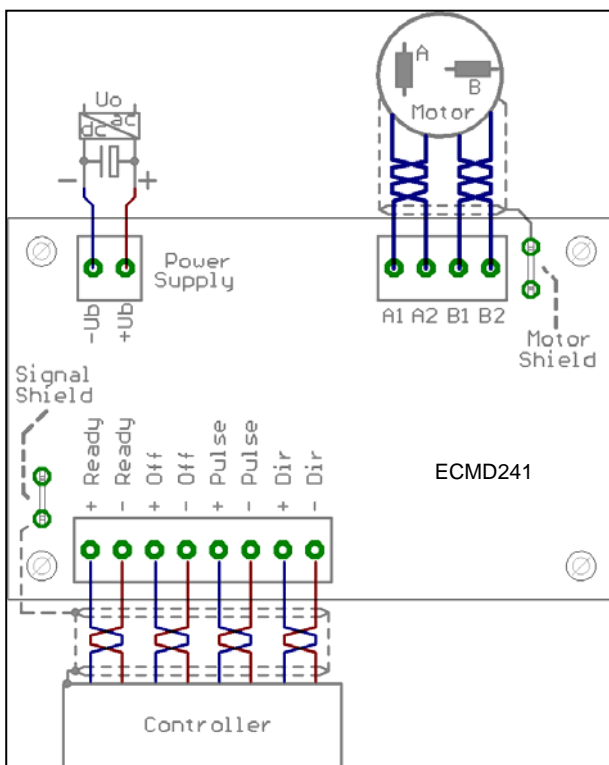 Uo
dc ac
- +
A
B
Motor
Power
Supply
-Ub +Ub
A1 A2 B1 B2
Motor
Shield
Signal
Shield
+ Ready
- Ready
+ Off
- Off
+ Pulse
- Pulse
+ Dir
- Dir
ECMD241
Controller